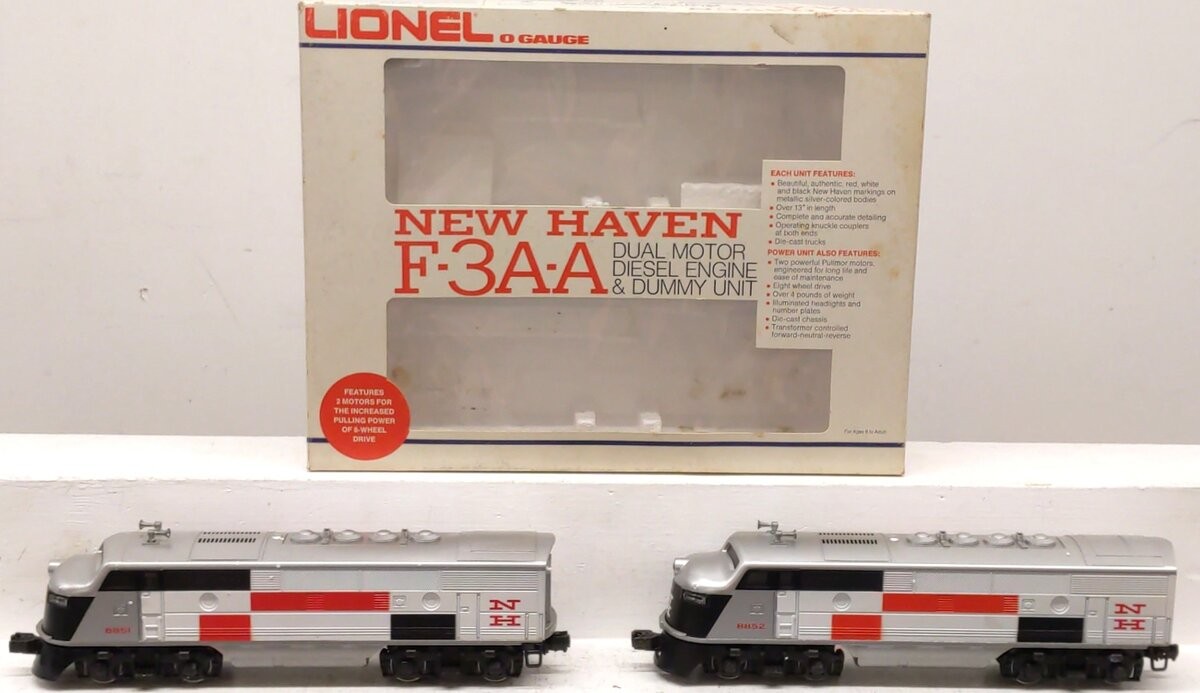 LIONEL O GAUGE
EACH UNIT FEATURES:
• Beautiful, authentic, red, white
and black New Haven markings on
metallic silver-colored bodies
• Over 13" in length
• Complete and accurate detailing
• Operating knuckle couplers
at both ends
• Die-cast trucks
POWER UNIT ALSO FEATURES:
• Two powerful Pullmor motors,
engineered for long life and
ease of maintenance
• Eight wheel drive
• Over 4 pounds of weight
• Illuminated headlights and
number plates
• Die-cast chassis
• Transformer controlled
forward-neutral-reverse
NEW HAVEN
F-3A-A
DUAL MOTOR
DIESEL ENGINE
& DUMMY UNIT
FEATURES
2 MOTORS FOR
THE INCREASED
PULLING POWER
OF 8-WHEEL
DRIVE
For Ages 8 to Adult
8851
N
H
8852
N
H